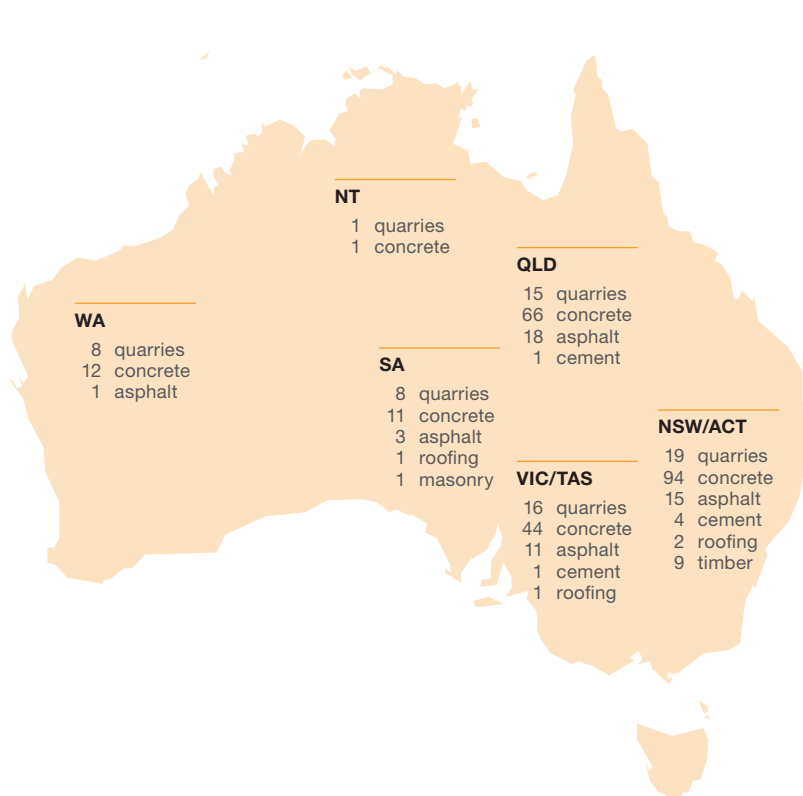 NT
1 quarries
1 concrete
QLD
15 quarries
66 concrete
18 asphalt
1 cement
WA
8 quarries
12 concrete
1 asphalt
SA
8 quarries
11 concrete
3 asphalt
1 roofing
1 masonry
NSW/ACT
19 quarries
94 concrete
15 asphalt
4 cement
2 roofing
9 timber
VIC/TAS
16 quarries
44 concrete
11 asphalt
1 cement
1 roofing